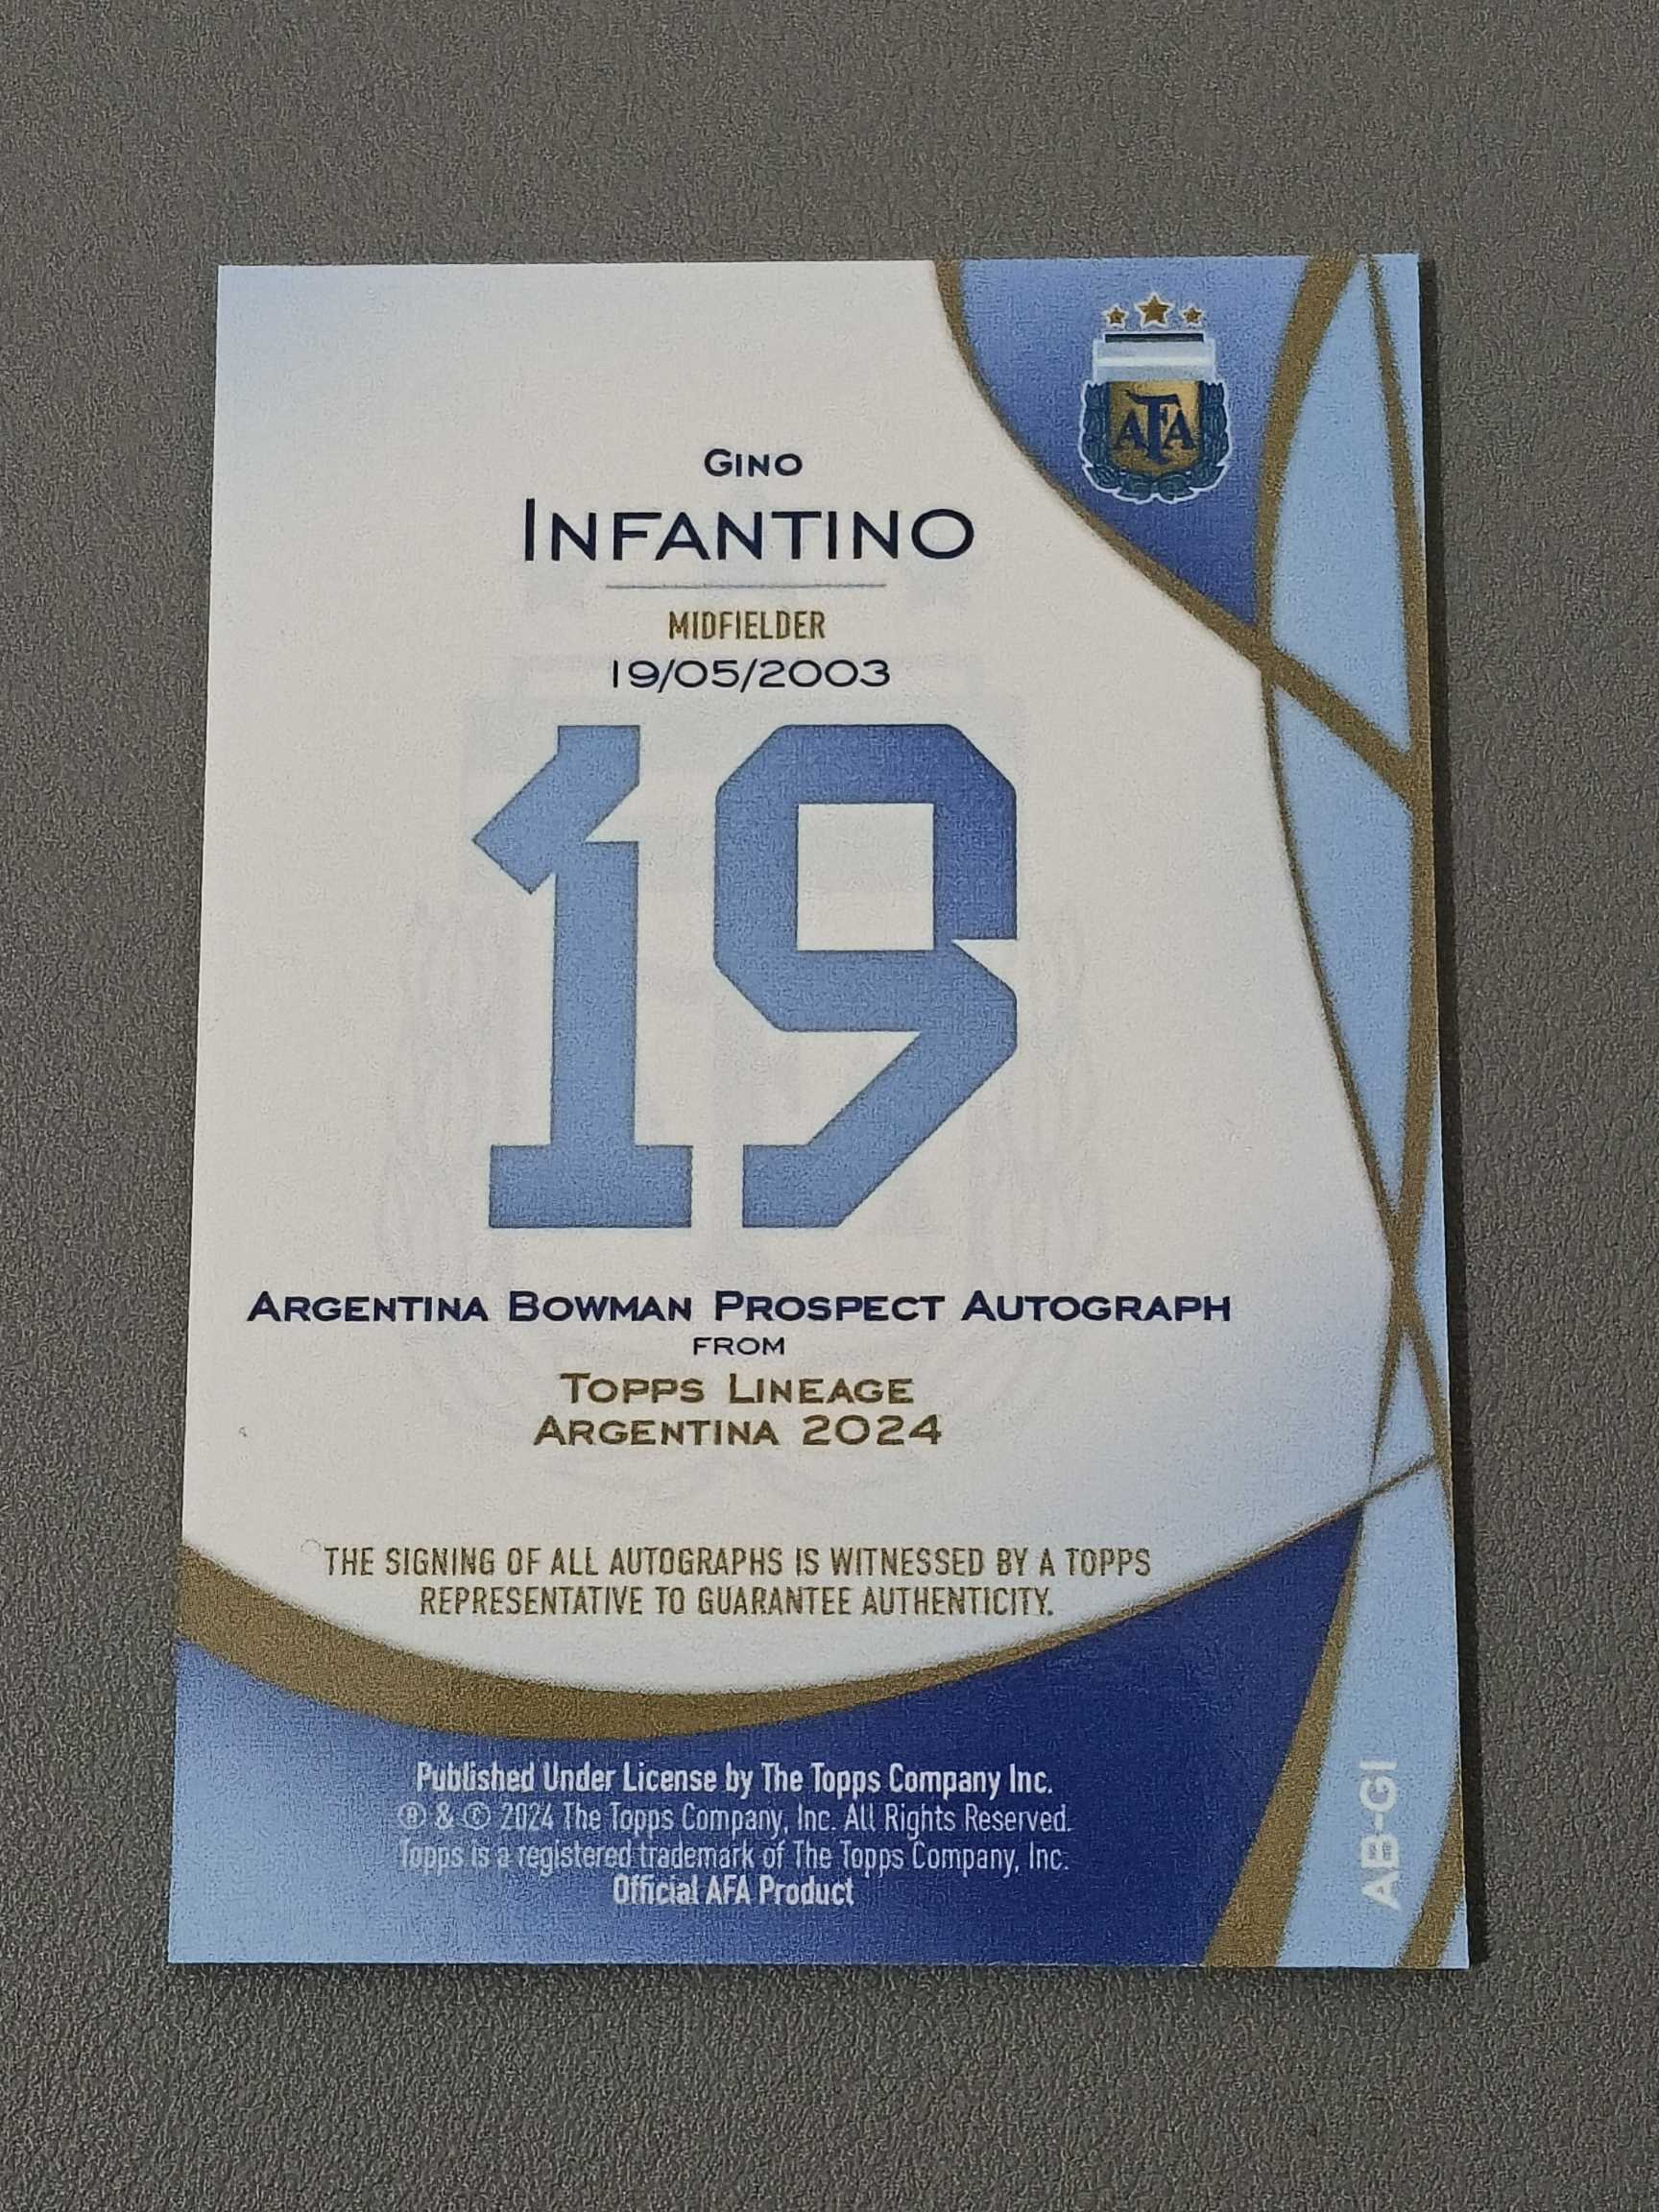 AFA
GINO
INFANTINO
MIDFIELDER
19/05/2003
19
ARGENTINA BOWMAN PROSPECT AUTOGRAPH
FROM
TOPPS LINEAGE
ARGENTINA 2024
THE SIGNING OF ALL AUTOGRAPHS IS WITNESSED BY A TOPPS
REPRESENTATIVE TO GUARANTEE AUTHENTICITY.
Published Under License by The Topps Company Inc.
® & © 2024 The Topps Company, Inc. All Rights Reserved.
Topps is a registered trademark of The Topps Company, Inc.
Official AFA Product
AB-GI